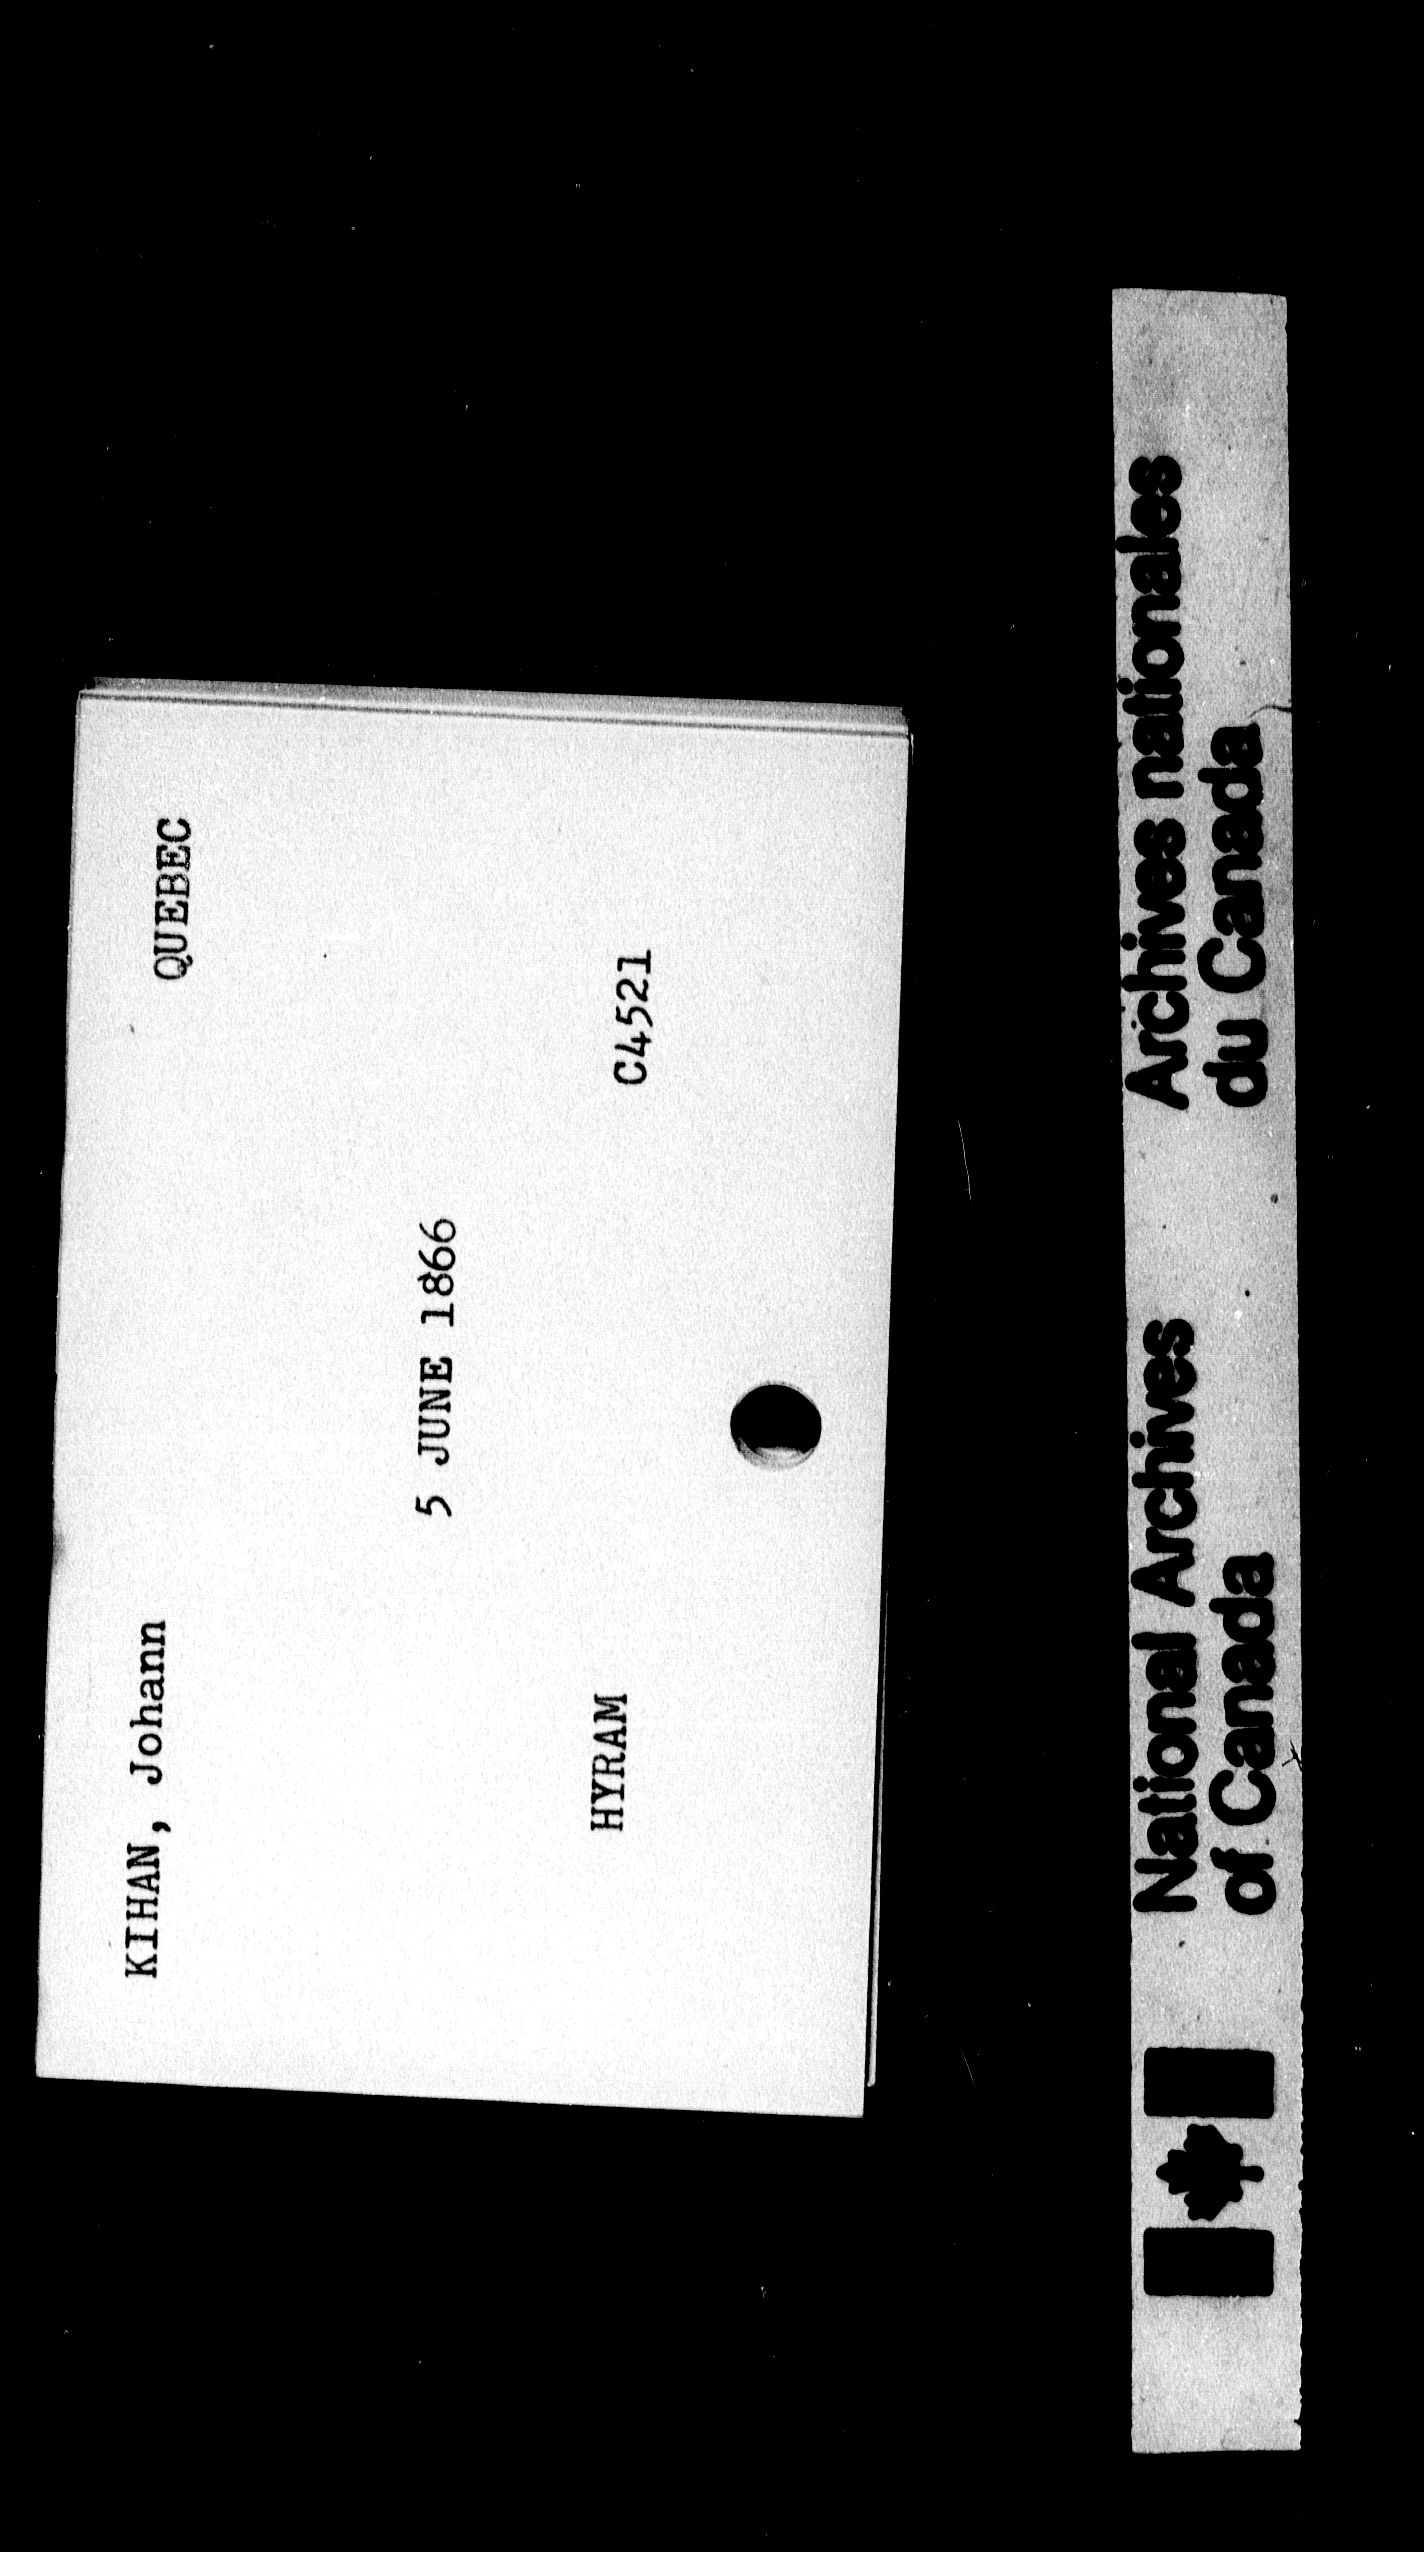 KIHAN, Johann QUEBEC
5 JUNE 1866
HYRAM C4521
National Archives
of Canada
Archives nationales
du Canada